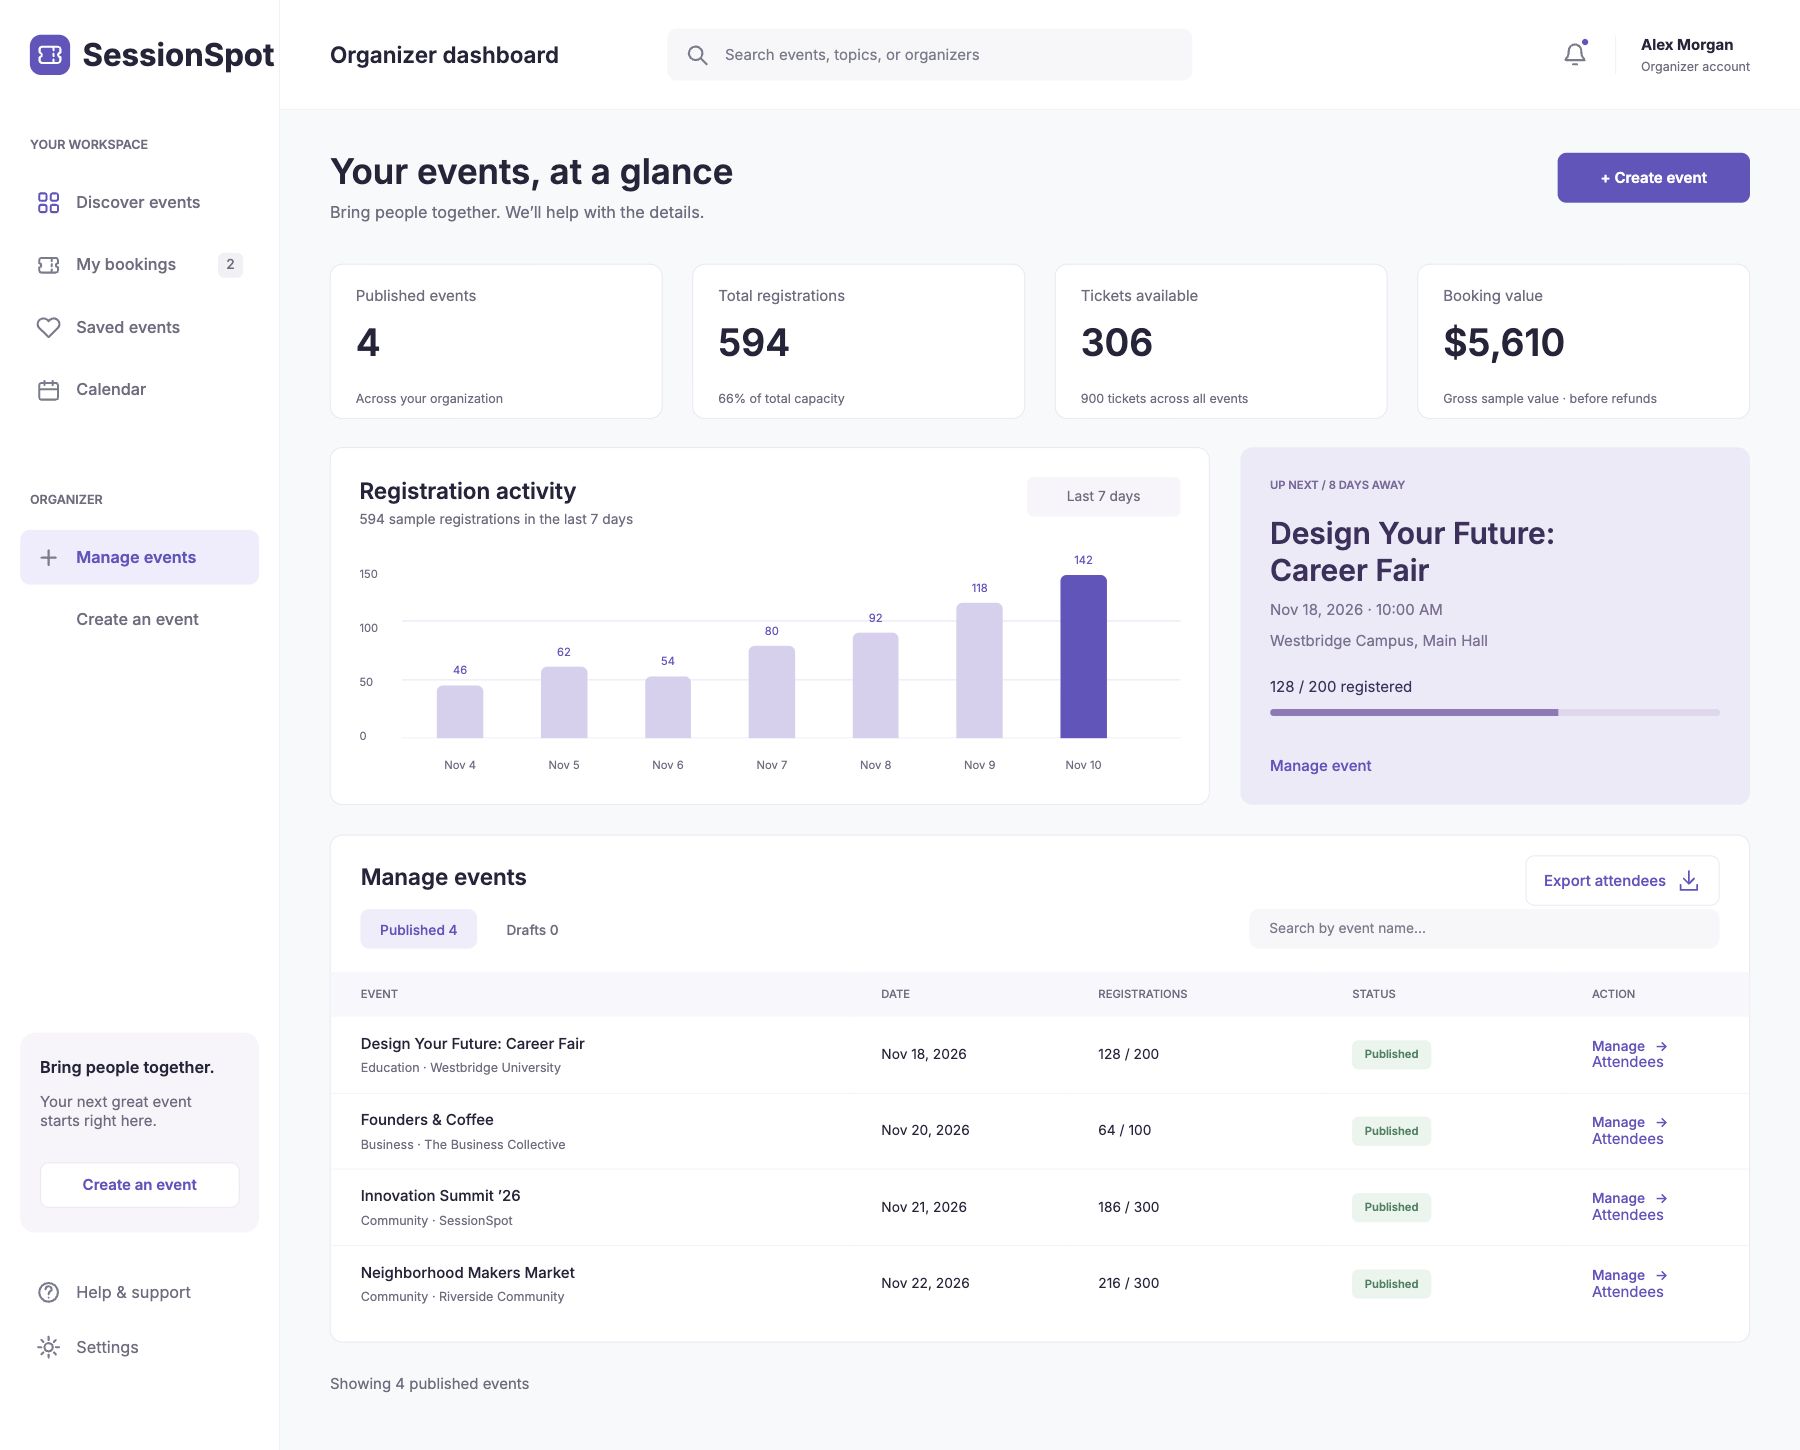 SessionSpot
Organizer dashboard
Search events, topics, or organizers
Alex Morgan
Organizer account
YOUR WORKSPACE
Discover events
My bookings 2
Saved events
Calendar
ORGANIZER
Manage events
Create an event
Bring people together.
Your next great event
starts right here.
Create an event
Help & support
Settings
Your events, at a glance
Bring people together. We’ll help with the details.
+ Create event
Published events
4
Across your organization
Total registrations
594
66% of total capacity
Tickets available
306
900 tickets across all events
Booking value
$5,610
Gross sample value · before refunds
Registration activity
594 sample registrations in the last 7 days
Last 7 days
150
100
50
0
46
62
54
80
92
118
142
Nov 4
Nov 5
Nov 6
Nov 7
Nov 8
Nov 9
Nov 10
UP NEXT / 8 DAYS AWAY
Design Your Future:
Career Fair
Nov 18, 2026 · 10:00 AM
Westbridge Campus, Main Hall
128 / 200 registered
Manage event
Manage events
Export attendees
Published 4
Drafts 0
Search by event name...
EVENT DATE REGISTRATIONS STATUS ACTION
Design Your Future: Career Fair
Education · Westbridge University
Nov 18, 2026
128 / 200
Published
Manage →
Attendees
Founders & Coffee
Business · The Business Collective
Nov 20, 2026
64 / 100
Published
Manage →
Attendees
Innovation Summit ’26
Community · SessionSpot
Nov 21, 2026
186 / 300
Published
Manage →
Attendees
Neighborhood Makers Market
Community · Riverside Community
Nov 22, 2026
216 / 300
Published
Manage →
Attendees
Showing 4 published events